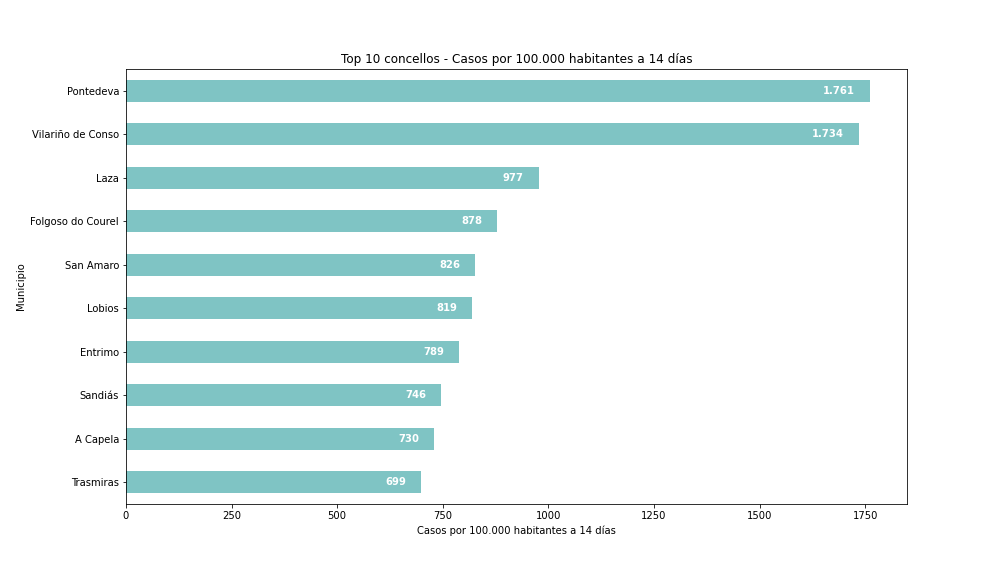 Top 10 concellos - Casos por 100.000 habitantes a 14 días
Municipio
Pontedeva 1.761
Vilariño de Conso 1.734
Laza 977
Folgoso do Courel 878
San Amaro 826
Lobios 819
Entrimo 789
Sandiás 746
A Capela 730
Trasmiras 699
0 250 500 750 1000 1250 1500 1750
Casos por 100.000 habitantes a 14 días